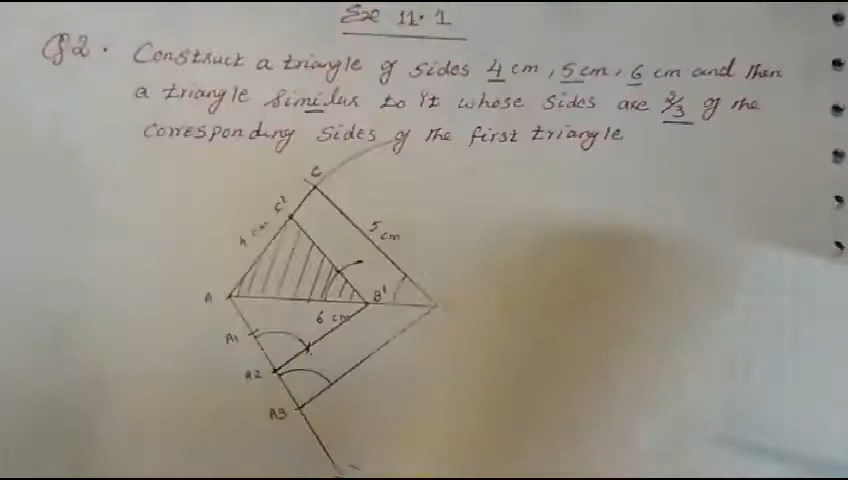 Exe 11.1
Q2. Construct a triangle of sides 4 cm, 5 cm, 6 cm and then
a triangle similar to it whose sides are 2/3 of the
corresponding sides of the first triangle
C
C'
4 cm
5 cm
A
B'
6 cm
A1
A2
A3